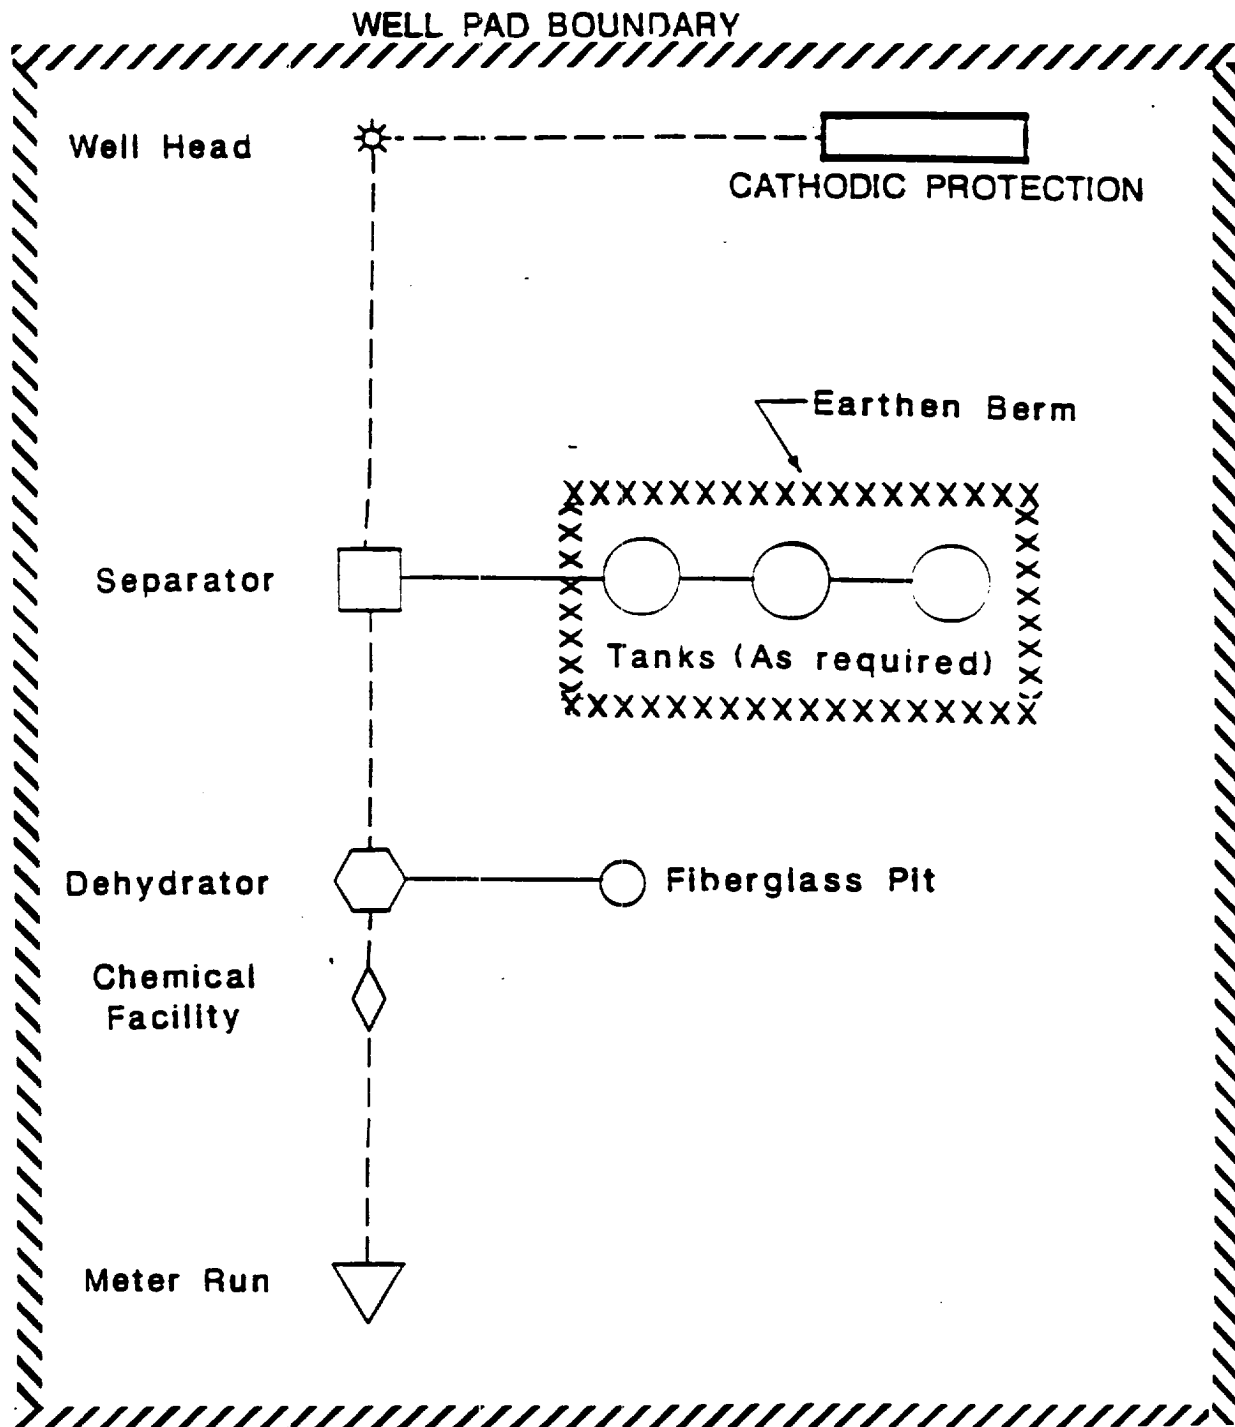 WELL PAD BOUNDARY
Well Head
CATHODIC PROTECTION
Earthen Berm
Separator
Tanks (As required)
Dehydrator
Fiberglass Pit
Chemical
Facility
Meter Run